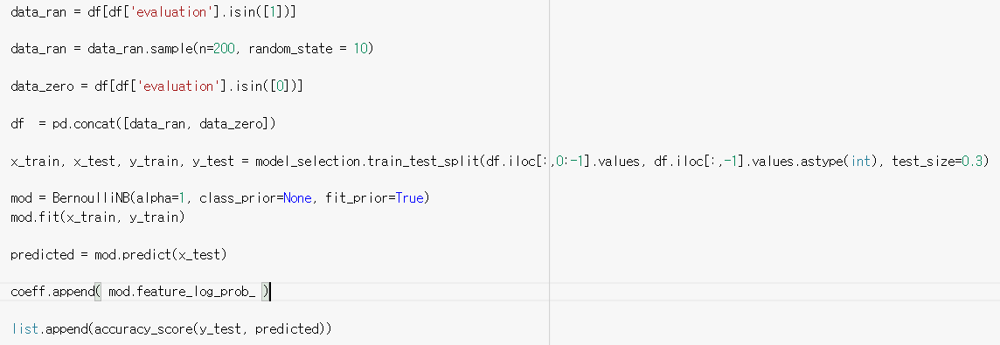 data_ran = df[df['evaluation'].isin([1])]
data_ran = data_ran.sample(n=200, random_state = 10)
data_zero = df[df['evaluation'].isin([0])]
df  = pd.concat([data_ran, data_zero])
x_train, x_test, y_train, y_test = model_selection.train_test_split(df.iloc[:,0:-1].values, df.iloc[:,-1].values.astype(int), test_size=0.3)
mod = BernoulliNB(alpha=1, class_prior=None, fit_prior=True)
mod.fit(x_train, y_train)
predicted = mod.predict(x_test)
coeff.append( mod.feature_log_prob_ )
list.append(accuracy_score(y_test, predicted))